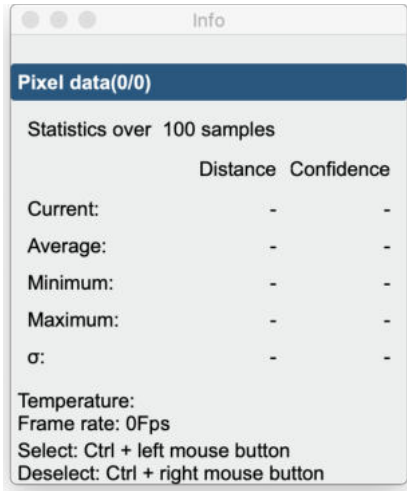 Info
Pixel data(0/0)
Statistics over 100 samples
Distance Confidence
Current: - -
Average: - -
Minimum: - -
Maximum: - -
σ: - -
Temperature:
Frame rate: 0Fps
Select: Ctrl + left mouse button
Deselect: Ctrl + right mouse button